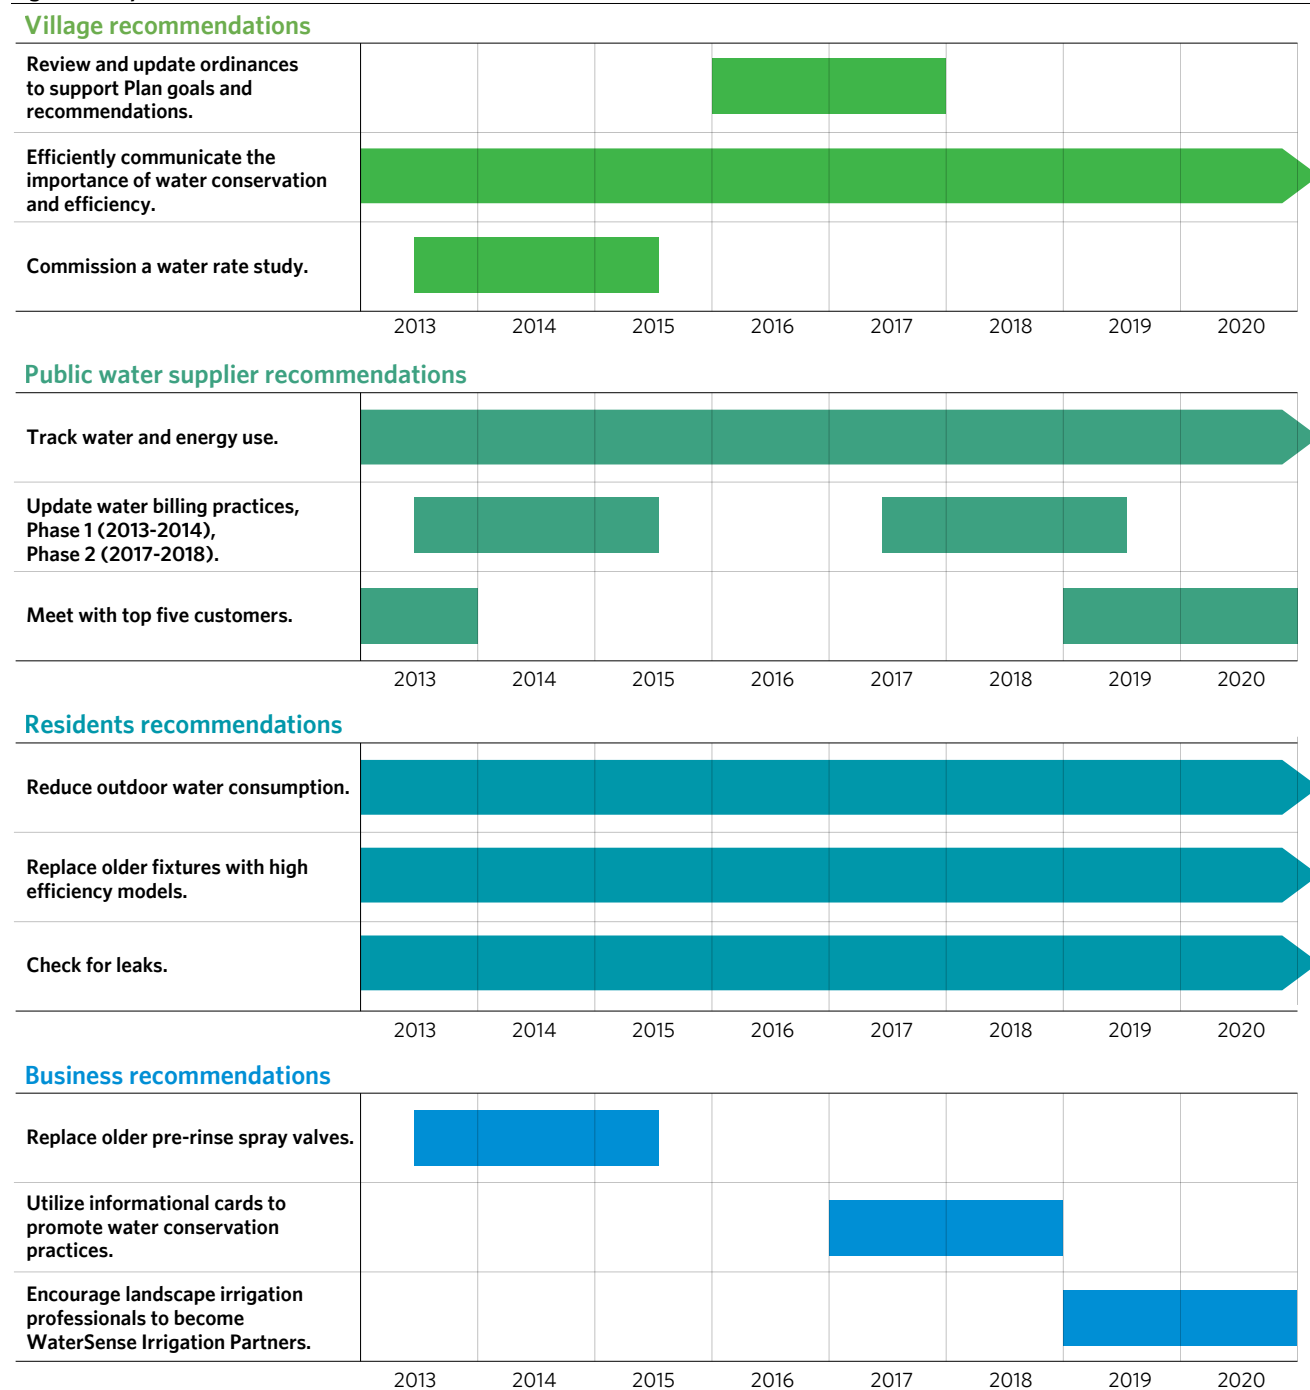 Village recommendations
Review and update ordinances
to support Plan goals and
recommendations.
Efficiently communicate the
importance of water conservation
and efficiency.
Commission a water rate study.
2013 2014 2015 2016 2017 2018 2019 2020
Public water supplier recommendations
Track water and energy use.
Update water billing practices,
Phase 1 (2013-2014),
Phase 2 (2017-2018).
Meet with top five customers.
2013 2014 2015 2016 2017 2018 2019 2020
Residents recommendations
Reduce outdoor water consumption.
Replace older fixtures with high
efficiency models.
Check for leaks.
2013 2014 2015 2016 2017 2018 2019 2020
Business recommendations
Replace older pre-rinse spray valves.
Utilize informational cards to
promote water conservation
practices.
Encourage landscape irrigation
professionals to become
WaterSense Irrigation Partners.
2013 2014 2015 2016 2017 2018 2019 2020